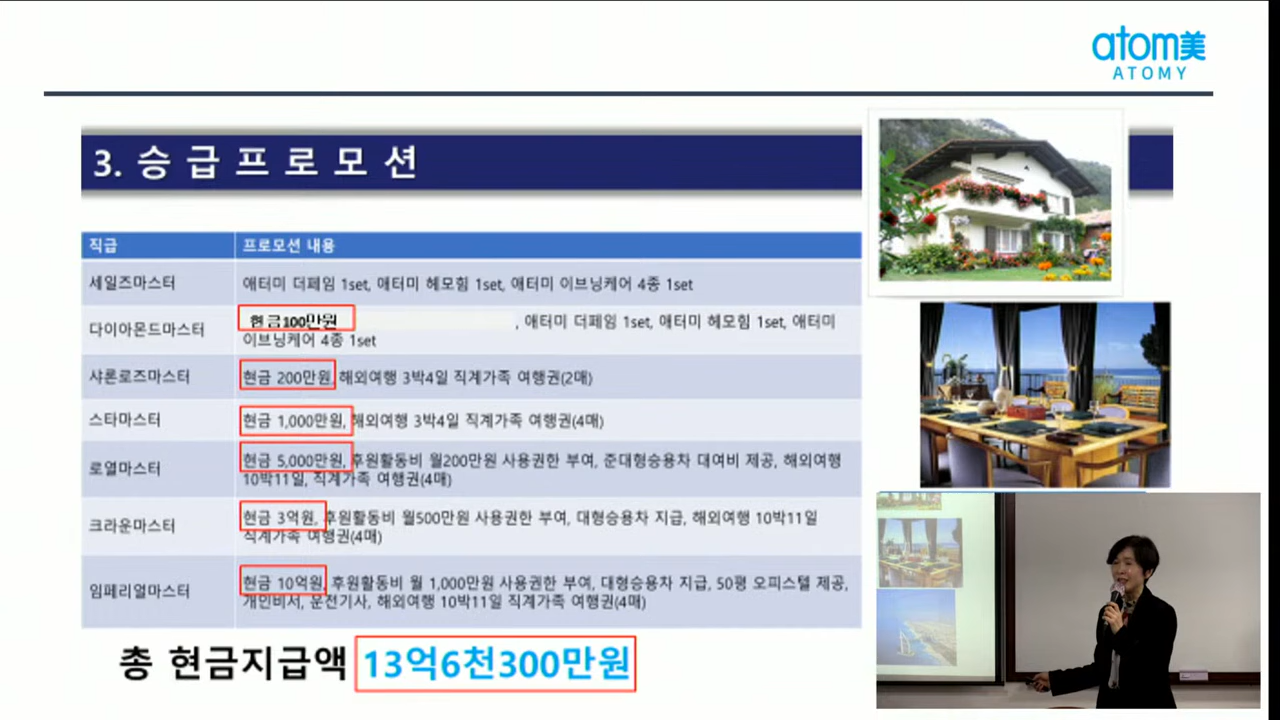 atom美
ATOMY
3. 승급프로모션
직급 프로모션 내용
세일즈마스터 애터미 더페임 1set, 애터미 헤모힘 1set, 애터미 이브닝케어 4종 1set
다이아몬드마스터 현금100만원 , 애터미 더페임 1set, 애터미 헤모힘 1set, 애터미
이브닝케어 4종 1set
샤론로즈마스터 현금 200만원, 해외여행 3박4일 직계가족 여행권(2매)
스타마스터 현금 1,000만원, 해외여행 3박4일 직계가족 여행권(4매)
로열마스터 현금 5,000만원, 후원활동비 월200만원 사용권한 부여, 준대형승용차 대여비 제공, 해외여행
10박11일, 직계가족 여행권(4매)
크라운마스터 현금 3억원, 후원활동비 월500만원 사용권한 부여, 대형승용차 지급, 해외여행 10박11일
직계가족 여행권(4매)
임페리얼마스터 현금 10억원, 후원활동비 월 1,000만원 사용권한 부여, 대형승용차 지급, 50평 오피스텔 제공,
개인비서, 운전기사, 해외여행 10박11일 직계가족 여행권(4매)
총 현금지급액 13억6천300만원